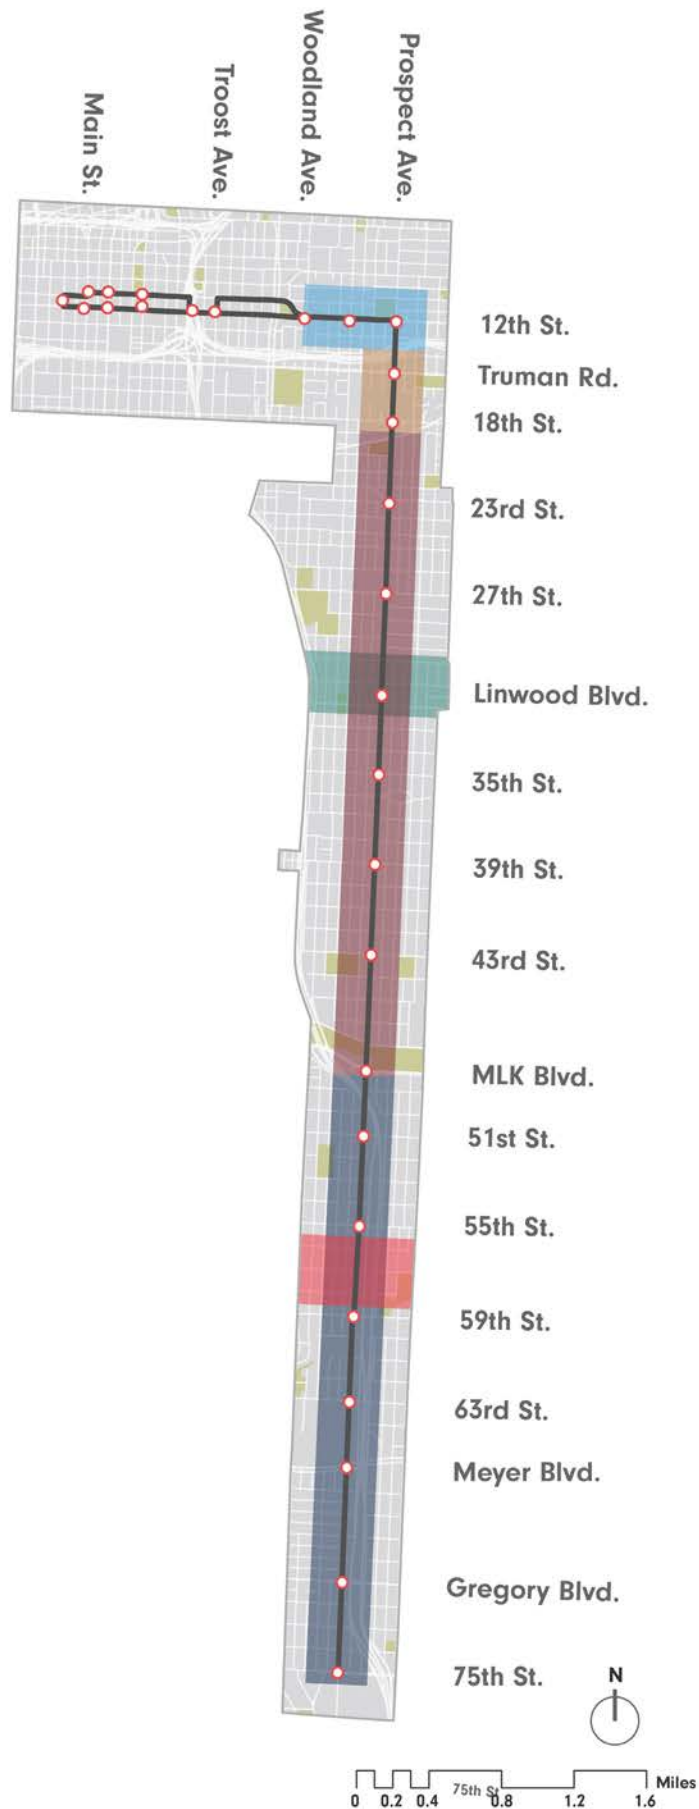 Main St.
Troost Ave.
Woodland Ave.
Prospect Ave.
12th St.
Truman Rd.
18th St.
23rd St.
27th St.
Linwood Blvd.
35th St.
39th St.
43rd St.
MLK Blvd.
51st St.
55th St.
59th St.
63rd St.
Meyer Blvd.
Gregory Blvd.
75th St.
N
Miles
75th St.
0 0.2 0.4 0.8 1.2 1.6